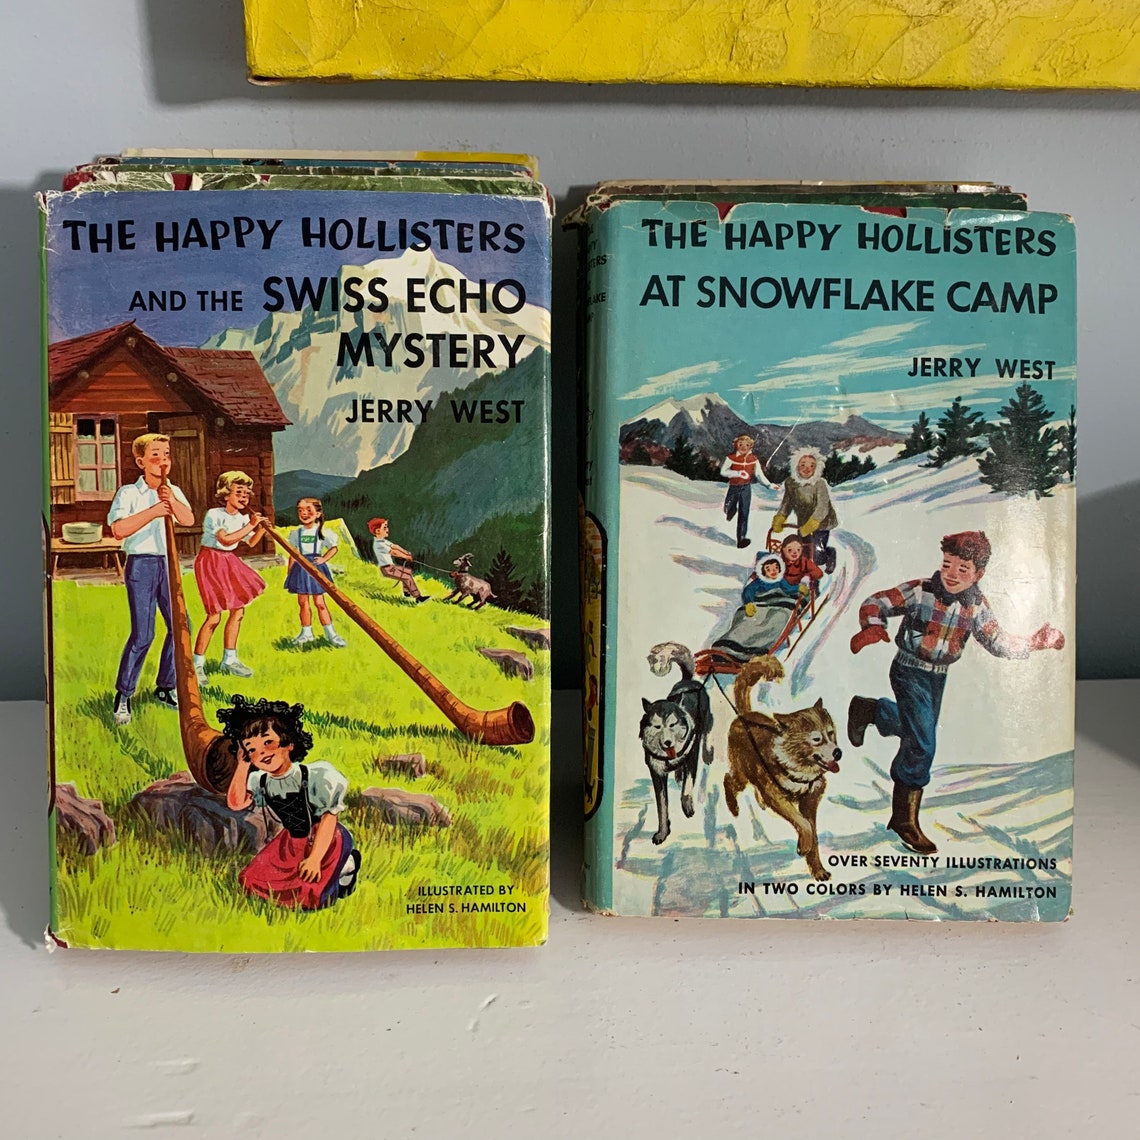 THE HAPPY HOLLISTERS
AND THE SWISS ECHO
MYSTERY
JERRY WEST
ILLUSTRATED BY
HELEN S. HAMILTON
THE HAPPY HOLLISTERS
AT SNOWFLAKE CAMP
JERRY WEST
OVER SEVENTY ILLUSTRATIONS
IN TWO COLORS BY HELEN S. HAMILTON